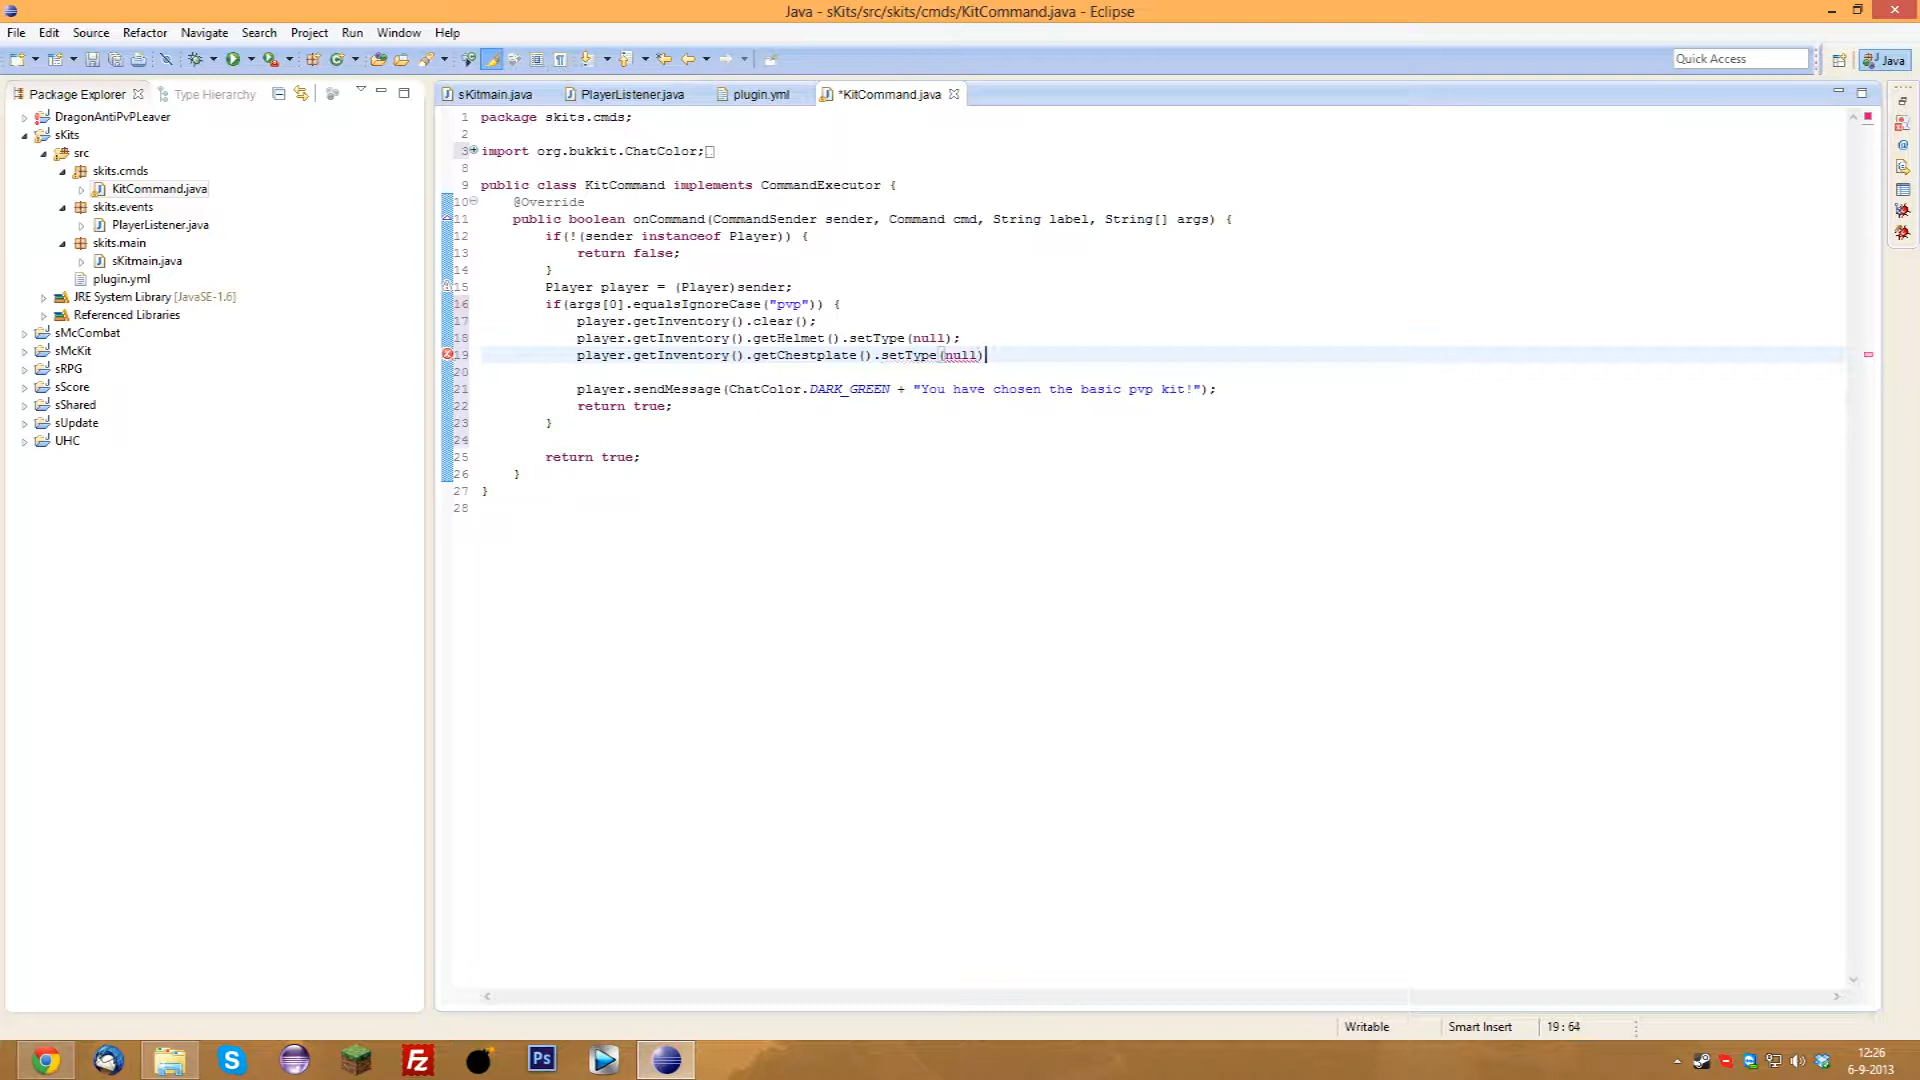 Java - sKits/src/skits/cmds/KitCommand.java - Eclipse
File Edit Source Refactor Navigate Search Project Run Window Help
Quick Access
Java
Package Explorer
Type Hierarchy
sKitmain.java
PlayerListener.java
plugin.yml
*KitCommand.java
DragonAntiPvPLeaver
sKits
src
skits.cmds
KitCommand.java
skits.events
PlayerListener.java
skits.main
sKitmain.java
plugin.yml
JRE System Library [JavaSE-1.6]
Referenced Libraries
sMcCombat
sMcKit
sRPG
sScore
sShared
sUpdate
UHC
1 package skits.cmds;
2
3 import org.bukkit.ChatColor;
8
9 public class KitCommand implements CommandExecutor {
10 @Override
11 public boolean onCommand(CommandSender sender, Command cmd, String label, String[] args) {
12 if(!(sender instanceof Player)) {
13 return false;
14 }
15 Player player = (Player)sender;
16 if(args[0].equalsIgnoreCase("pvp")) {
17 player.getInventory().clear();
18 player.getInventory().getHelmet().setType(null);
19 player.getInventory().getChestplate().setType(null)
20
21 player.sendMessage(ChatColor.DARK_GREEN + "You have chosen the basic pvp kit!");
22 return true;
23 }
24
25 return true;
26 }
27 }
28
Writable
Smart Insert
19 : 64
Ps
Fz
12:26
6-9-2013